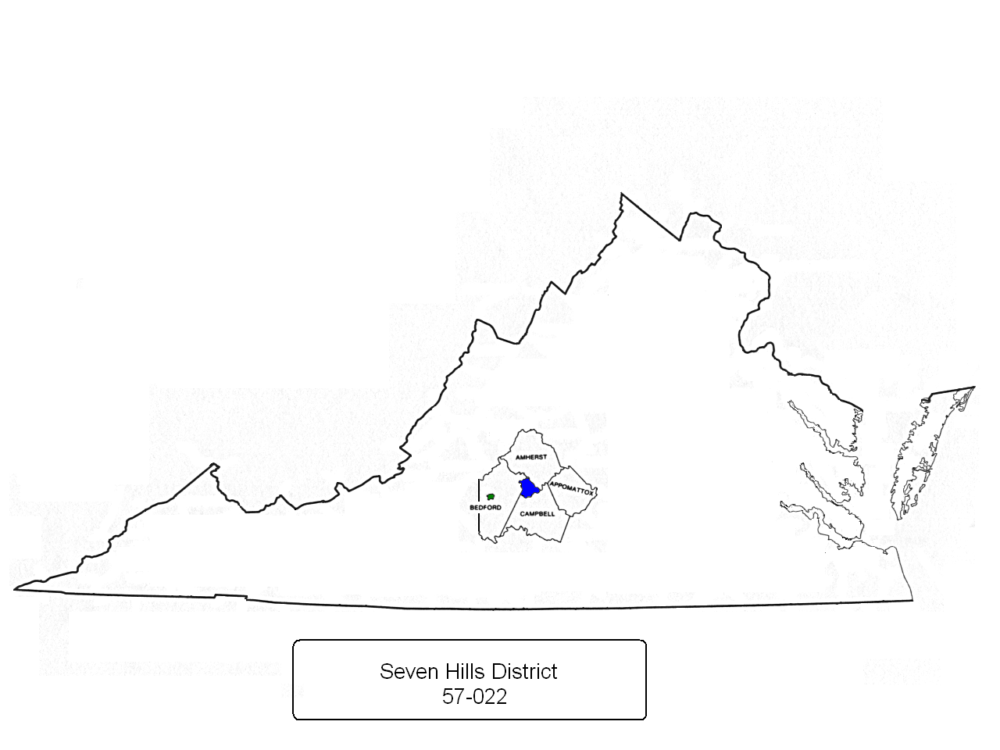 AMHERST
APPOMATTOX
BEDFORD
CAMPBELL
Seven Hills District
57-022